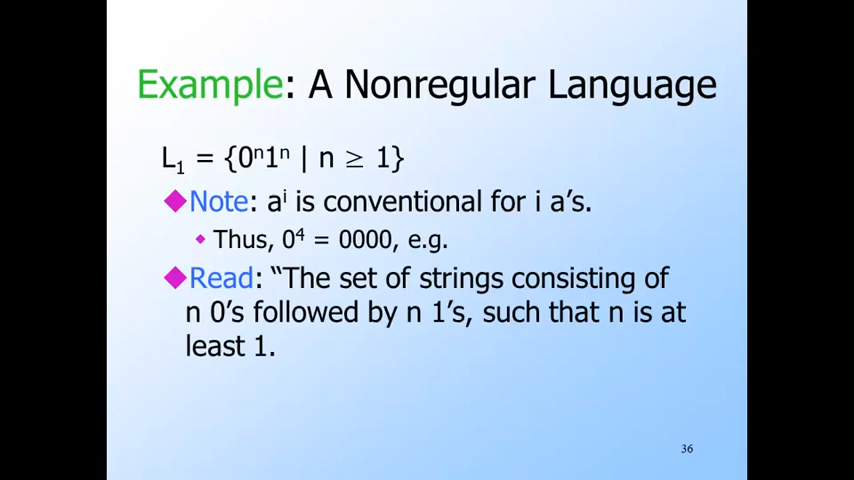 Example: A Nonregular Language
L₁ = {0ⁿ1ⁿ | n ≥ 1}
Note: aⁱ is conventional for i a’s.
Thus, 0⁴ = 0000, e.g.
Read: “The set of strings consisting of
n 0’s followed by n 1’s, such that n is at
least 1.
36